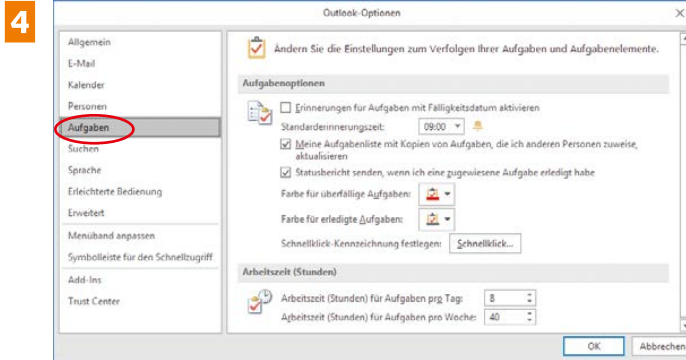 4
Outlook-Optionen
Allgemein
E-Mail
Kalender
Personen
Aufgaben
Suchen
Sprache
Erleichterte Bedienung
Erweitert
Menüband anpassen
Symbolleiste für den Schnellzugriff
Add-Ins
Trust Center
Ändern Sie die Einstellungen zum Verfolgen Ihrer Aufgaben und Aufgabenelemente.
Aufgabenoptionen
Erinnerungen für Aufgaben mit Fälligkeitsdatum aktivieren
Standarderinnerungszeit: 09:00
Meine Aufgabenliste mit Kopien von Aufgaben, die ich anderen Personen zuweise,
aktualisieren
Statusbericht senden, wenn ich eine zugewiesene Aufgabe erledigt habe
Farbe für überfällige Aufgaben:
Farbe für erledigte Aufgaben:
Schnellklick-Kennzeichnung festlegen: Schnellklick...
Arbeitszeit (Stunden)
Arbeitszeit (Stunden) für Aufgaben pro Tag: 8
Arbeitszeit (Stunden) für Aufgaben pro Woche: 40
OK Abbrechen